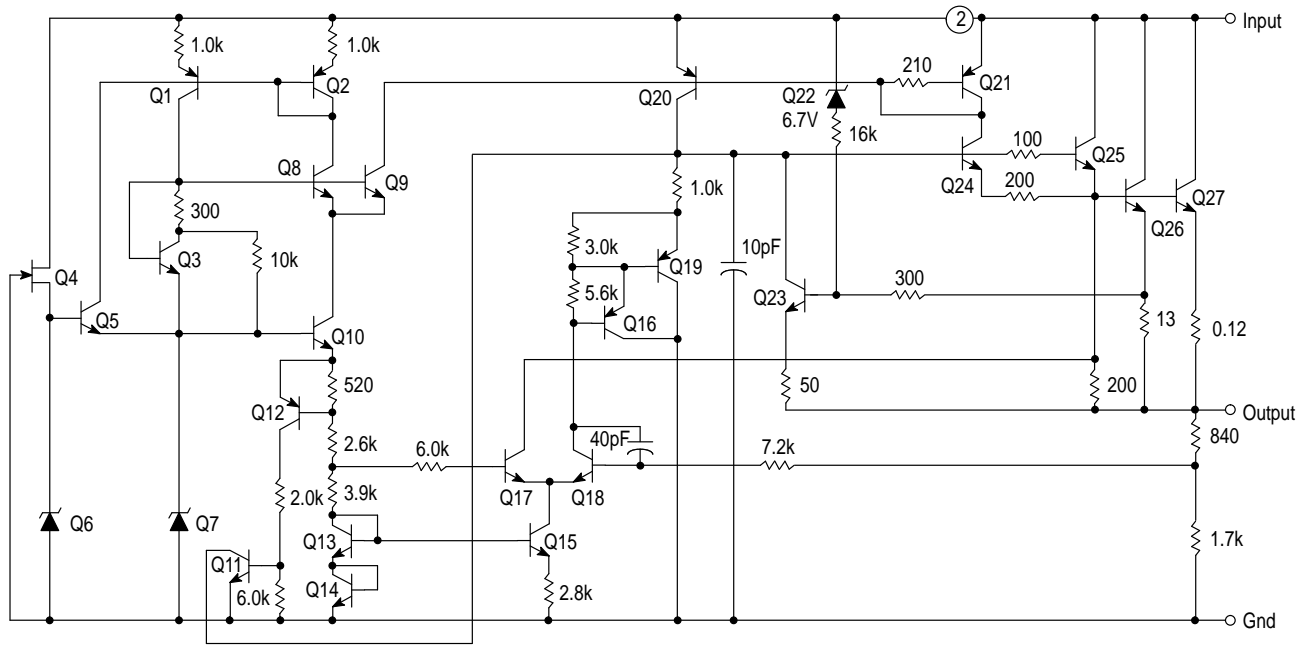 2
Input
1.0k
1.0k
Q1
Q2
Q20
Q22
6.7V
210
Q21
16k
Q8
Q9
100
Q25
Q24
200
Q26
Q27
300
1.0k
Q3
10k
3.0k
Q19
10pF
Q4
5.6k
Q23
300
Q5
Q16
13
0.12
Q10
520
50
200
Q12
Output
2.6k
40pF
840
6.0k
7.2k
2.0k
3.9k
Q17
Q18
Q6
Q7
Q13
Q15
1.7k
Q11
6.0k
Q14
2.8k
Gnd